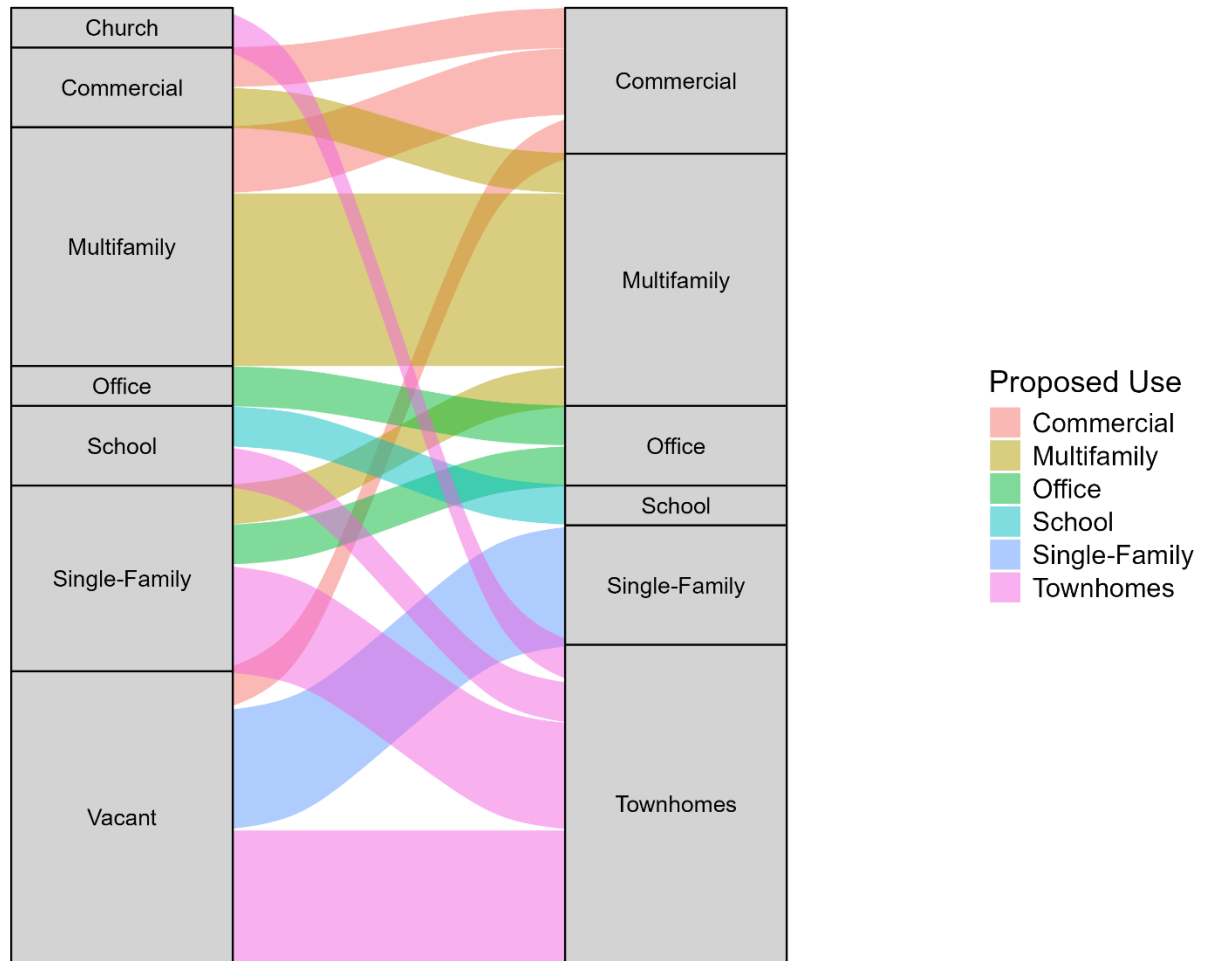 Church
Commercial
Multifamily
Office
School
Single-Family
Vacant
Commercial
Multifamily
Office
School
Single-Family
Townhomes
Proposed Use
Commercial
Multifamily
Office
School
Single-Family
Townhomes